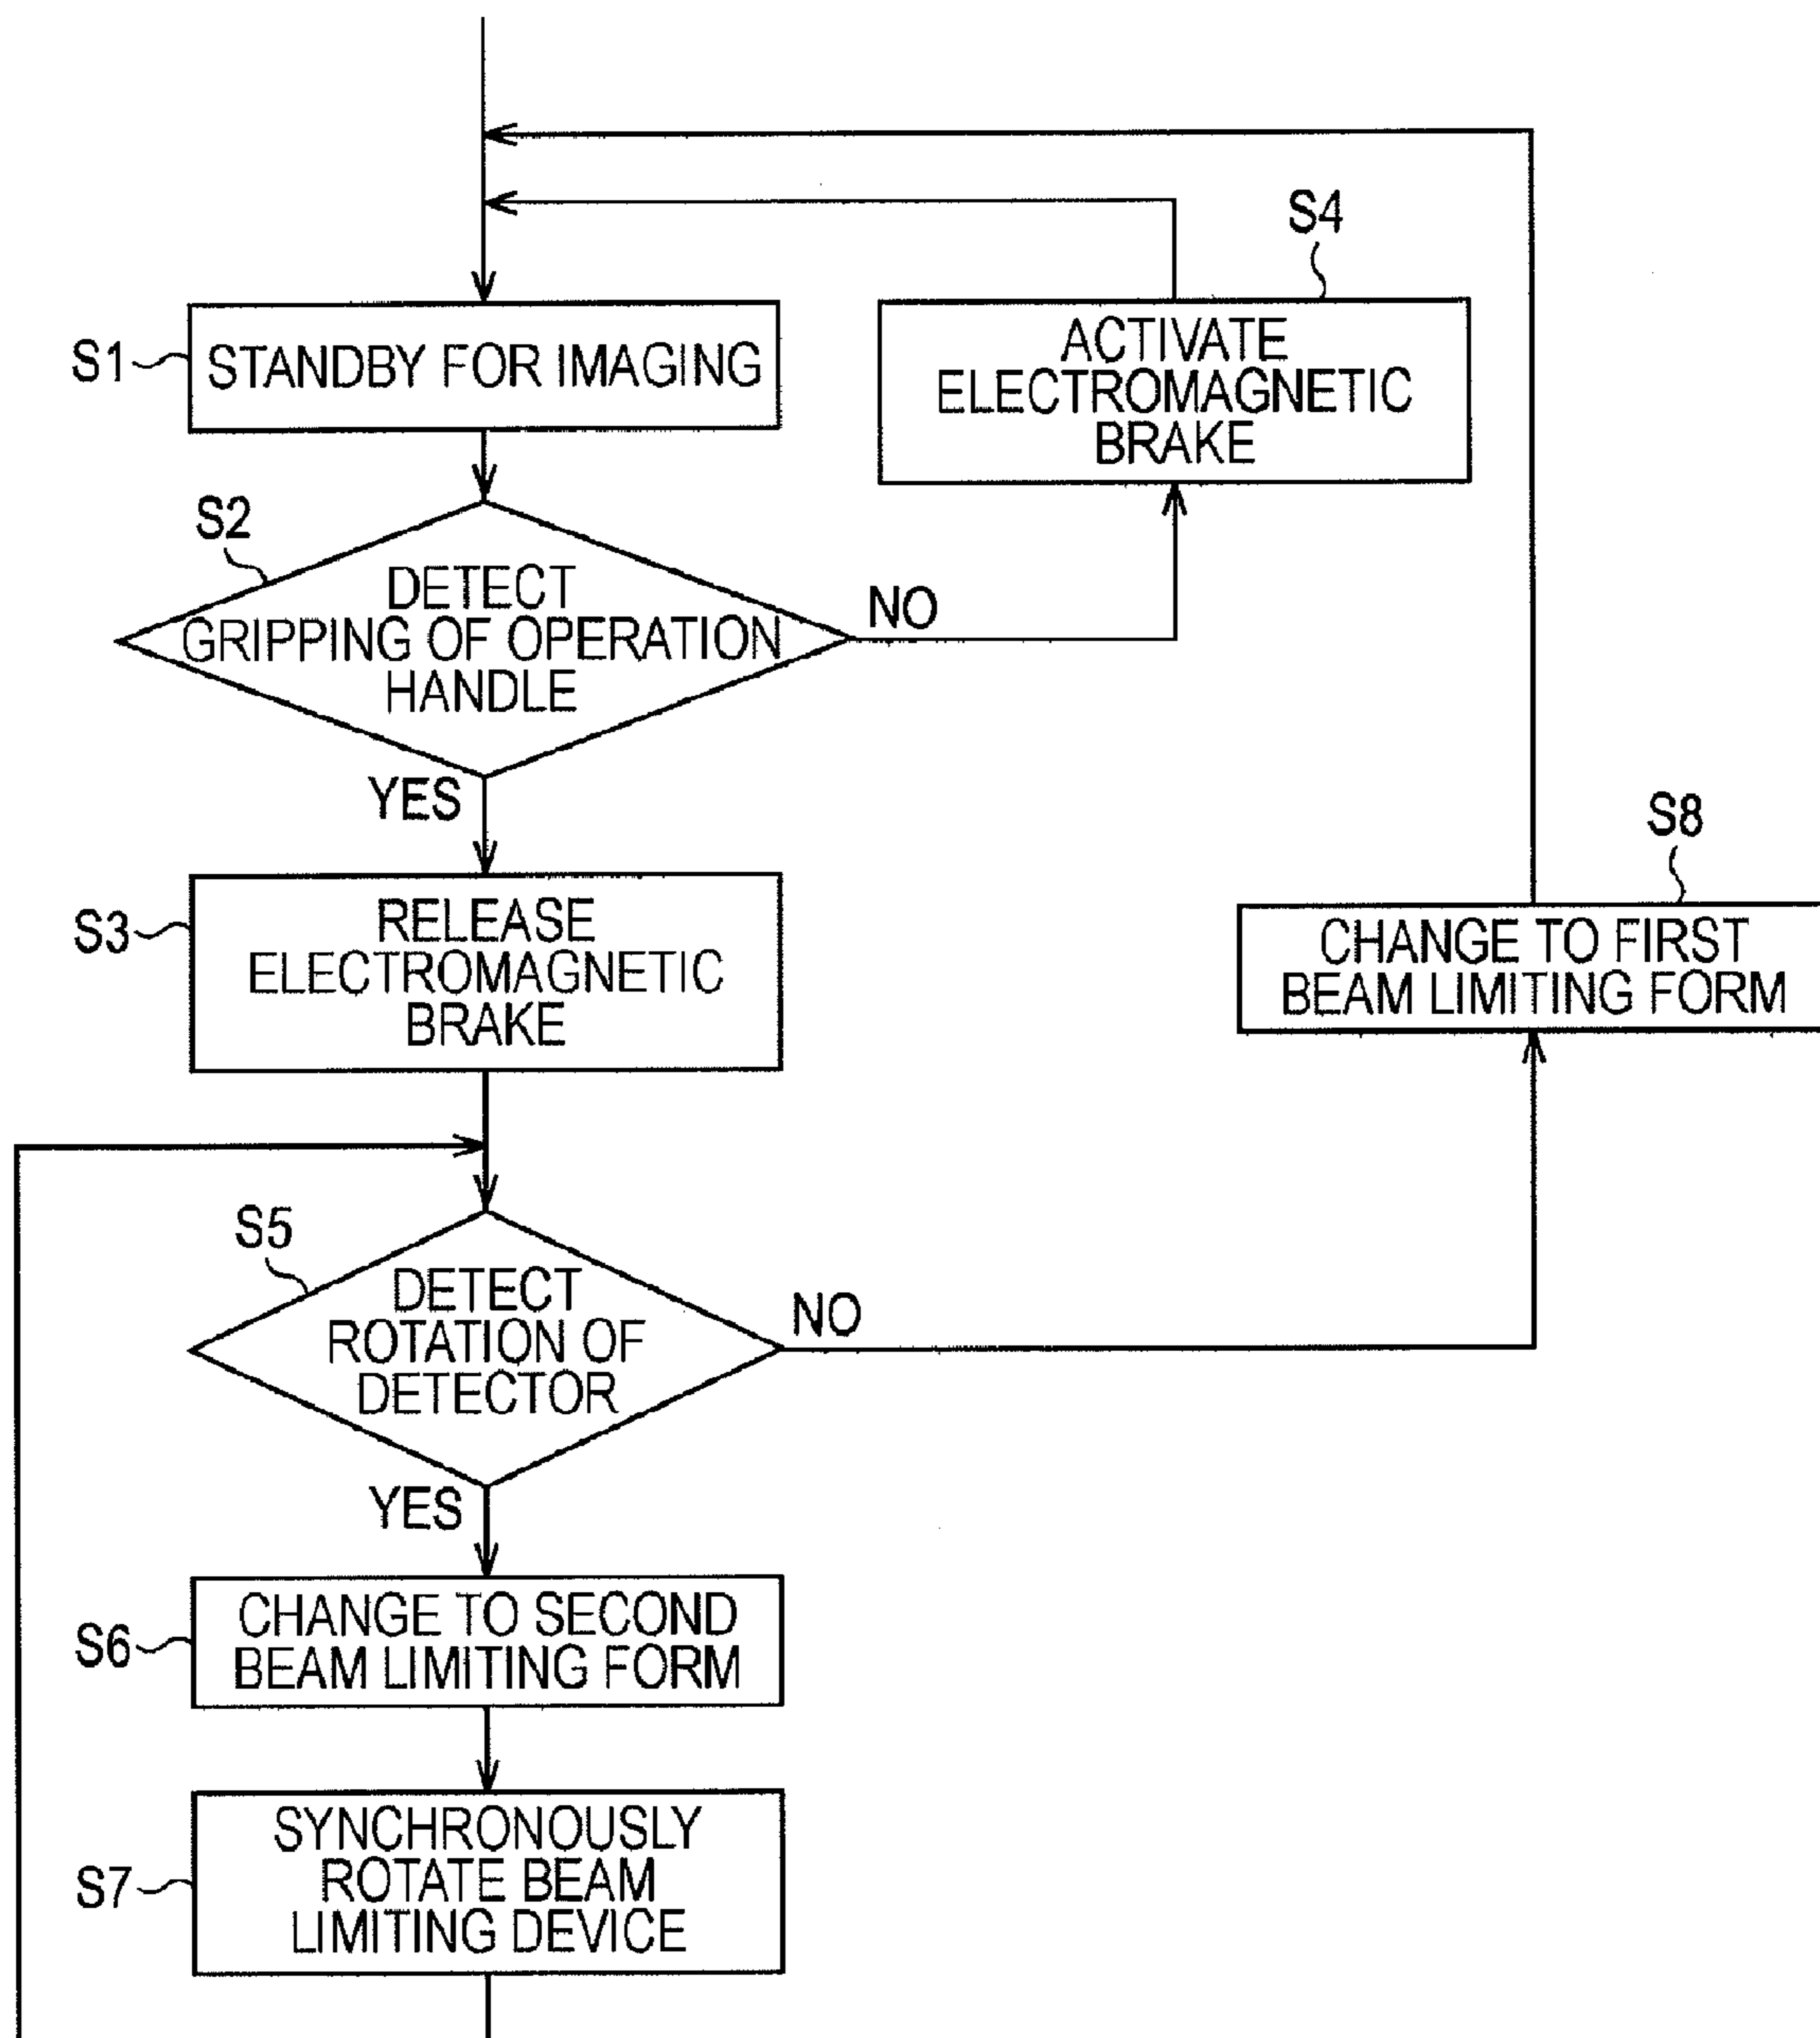 S4
S1
STANDBY FOR IMAGING
ACTIVATE
ELECTROMAGNETIC
BRAKE
S2
DETECT
GRIPPING OF OPERATION
HANDLE
NO
YES
S8
S3
RELEASE
ELECTROMAGNETIC
BRAKE
CHANGE TO FIRST
BEAM LIMITING FORM
S5
DETECT
ROTATION OF
DETECTOR
NO
YES
S6
CHANGE TO SECOND
BEAM LIMITING FORM
S7
SYNCHRONOUSLY
ROTATE BEAM
LIMITING DEVICE